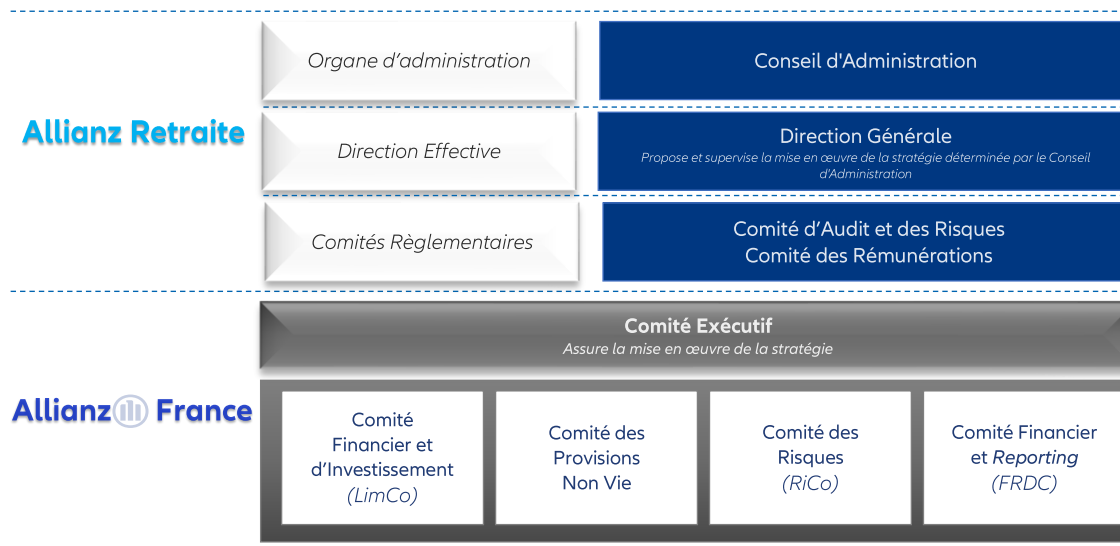 Organe d’administration
Conseil d'Administration
Allianz Retraite
Direction Effective
Direction Générale
Propose et supervise la mise en œuvre de la stratégie déterminée par le Conseil
d’Administration
Comités Règlementaires
Comité d’Audit et des Risques
Comité des Rémunérations
Comité Exécutif
Assure la mise en œuvre de la stratégie
Allianz France
Comité
Financier et
d’Investissement
(LimCo)
Comité des
Provisions
Non Vie
Comité des
Risques
(RiCo)
Comité Financier
et Reporting
(FRDC)